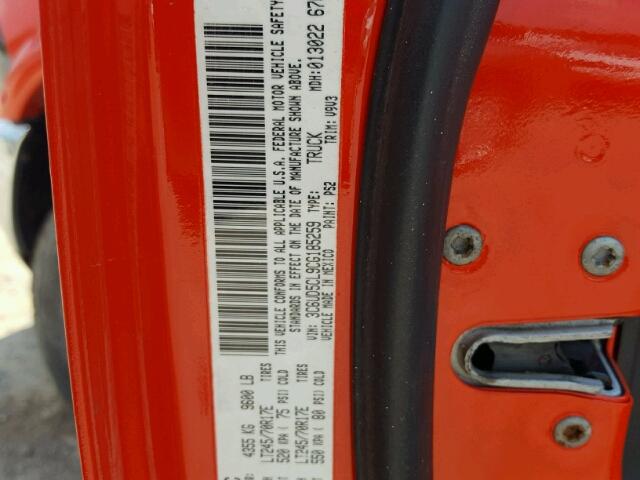 4355 KG 9600 LB
LT245/70R17E TIRES
520 KPA ( 75 PSI) COLD
LT245/70R17E TIRES
550 KPA ( 80 PSI) COLD
THIS VEHICLE CONFORMS TO ALL APPLICABLE U.S.A. FEDERAL MOTOR VEHICLE SAFETY
STANDARDS IN EFFECT ON THE DATE OF MANUFACTURE SHOWN ABOVE.
VIN: 3C6UD5CL9CG185259 TYPE: TRUCK MDH: 013022 67
VEHICLE MADE IN MEXICO PAINT: PS2 TRIM: V9V3